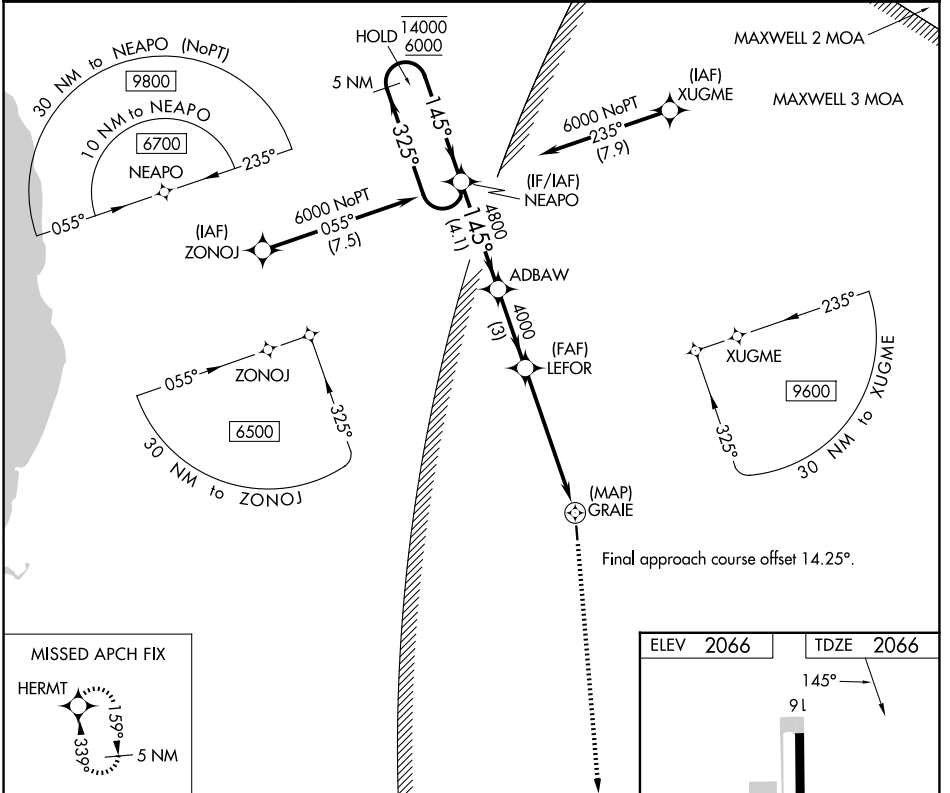 MAXWELL 2 MOA
MAXWELL 3 MOA
HOLD
14000
6000
5 NM
145°
325°
30 NM to NEAPO (NoPT)
9800
10 NM to NEAPO
6700
NEAPO
055°
235°
(IAF)
XUGME
6000 NoPT
235°
(7.9)
(IF/IAF)
NEAPO
6000 NoPT
055°
(7.5)
(IAF)
ZONOJ
4800
145°
(4.1)
ADBAW
4000
(3)
(FAF)
LEFOR
055°
ZONOJ
325°
6500
30 NM to ZONOJ
235°
XUGME
325°
9600
30 NM to XUGME
(MAP)
GRAIE
Final approach course offset 14.25°.
MISSED APCH FIX
HERMT
159°
339°
5 NM
ELEV 2066
TDZE 2066
145°
16